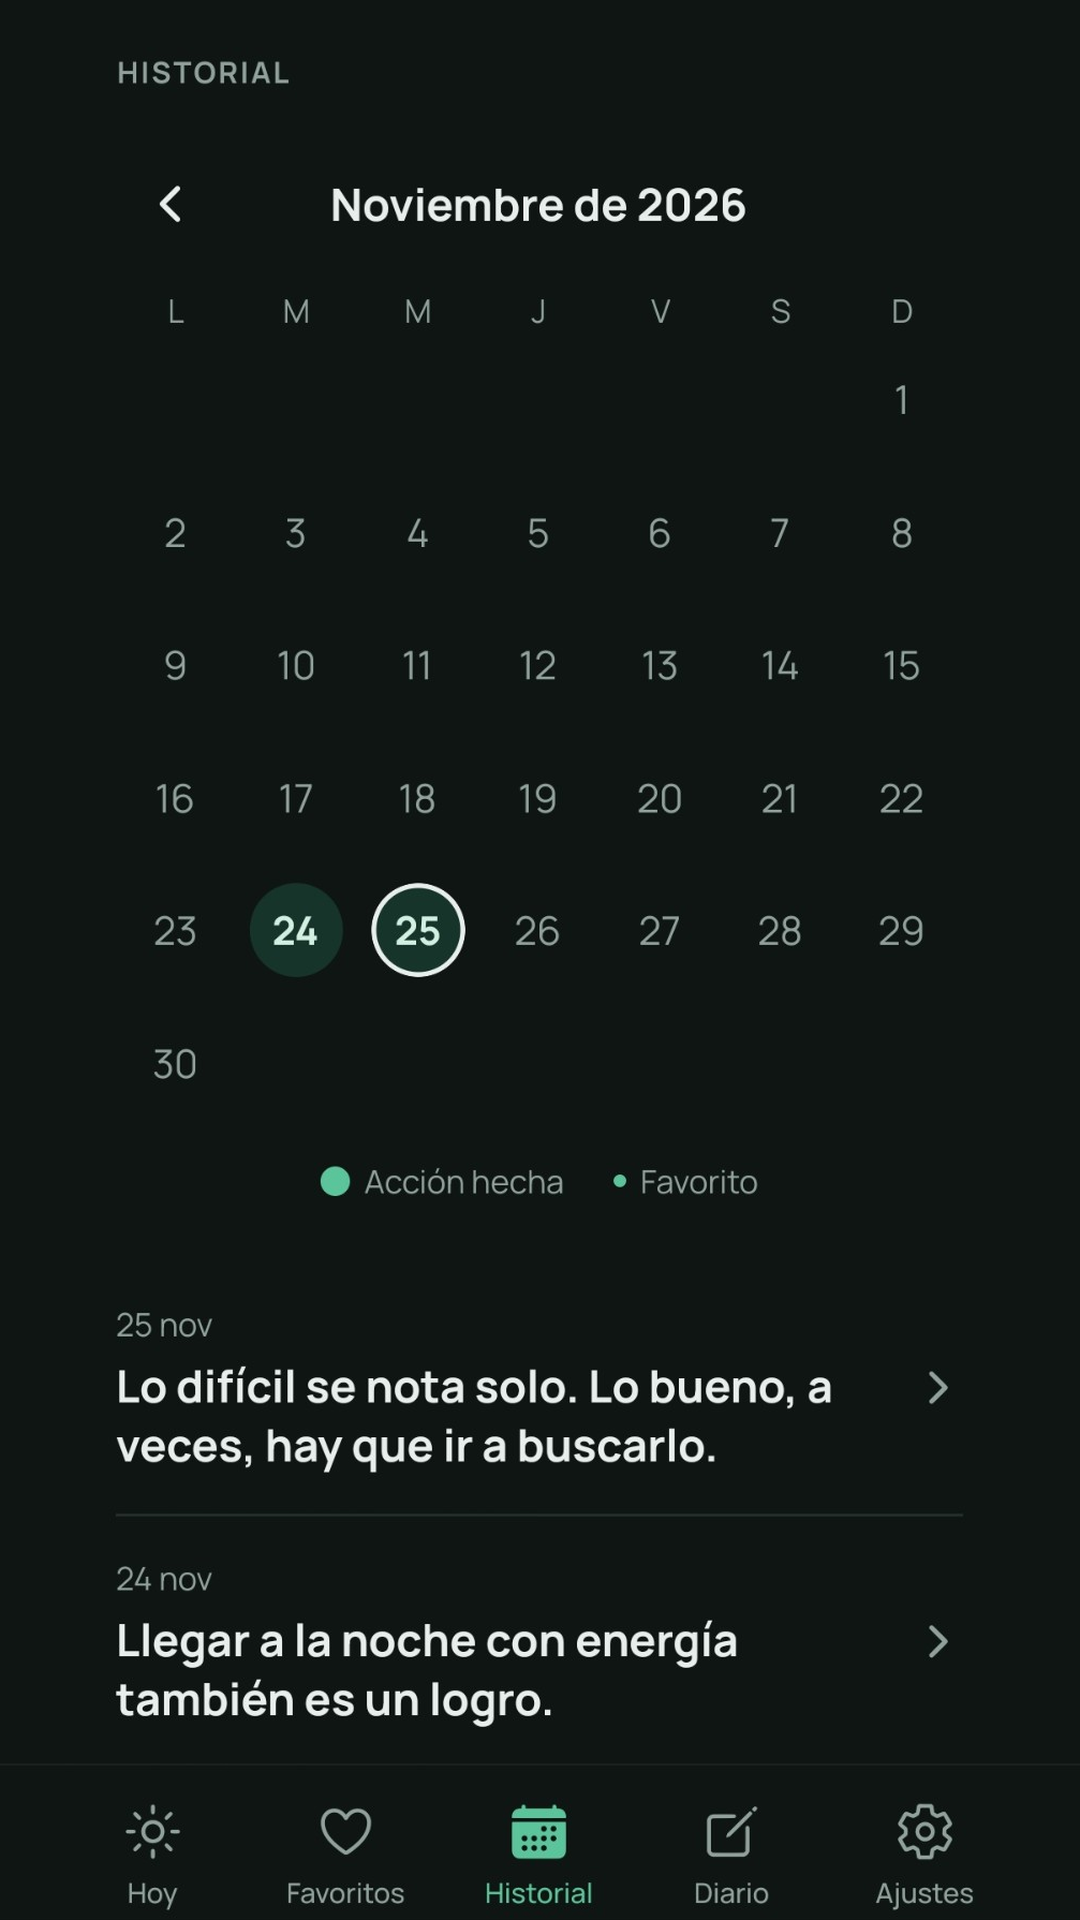 HISTORIAL
Noviembre de 2026
L M M J V S D
1
2 3 4 5 6 7 8
9 10 11 12 13 14 15
16 17 18 19 20 21 22
23 24 25 26 27 28 29
30
Acción hecha Favorito
25 nov
Lo difícil se nota solo. Lo bueno, a
veces, hay que ir a buscarlo.
24 nov
Llegar a la noche con energía
también es un logro.
Hoy Favoritos Historial Diario Ajustes